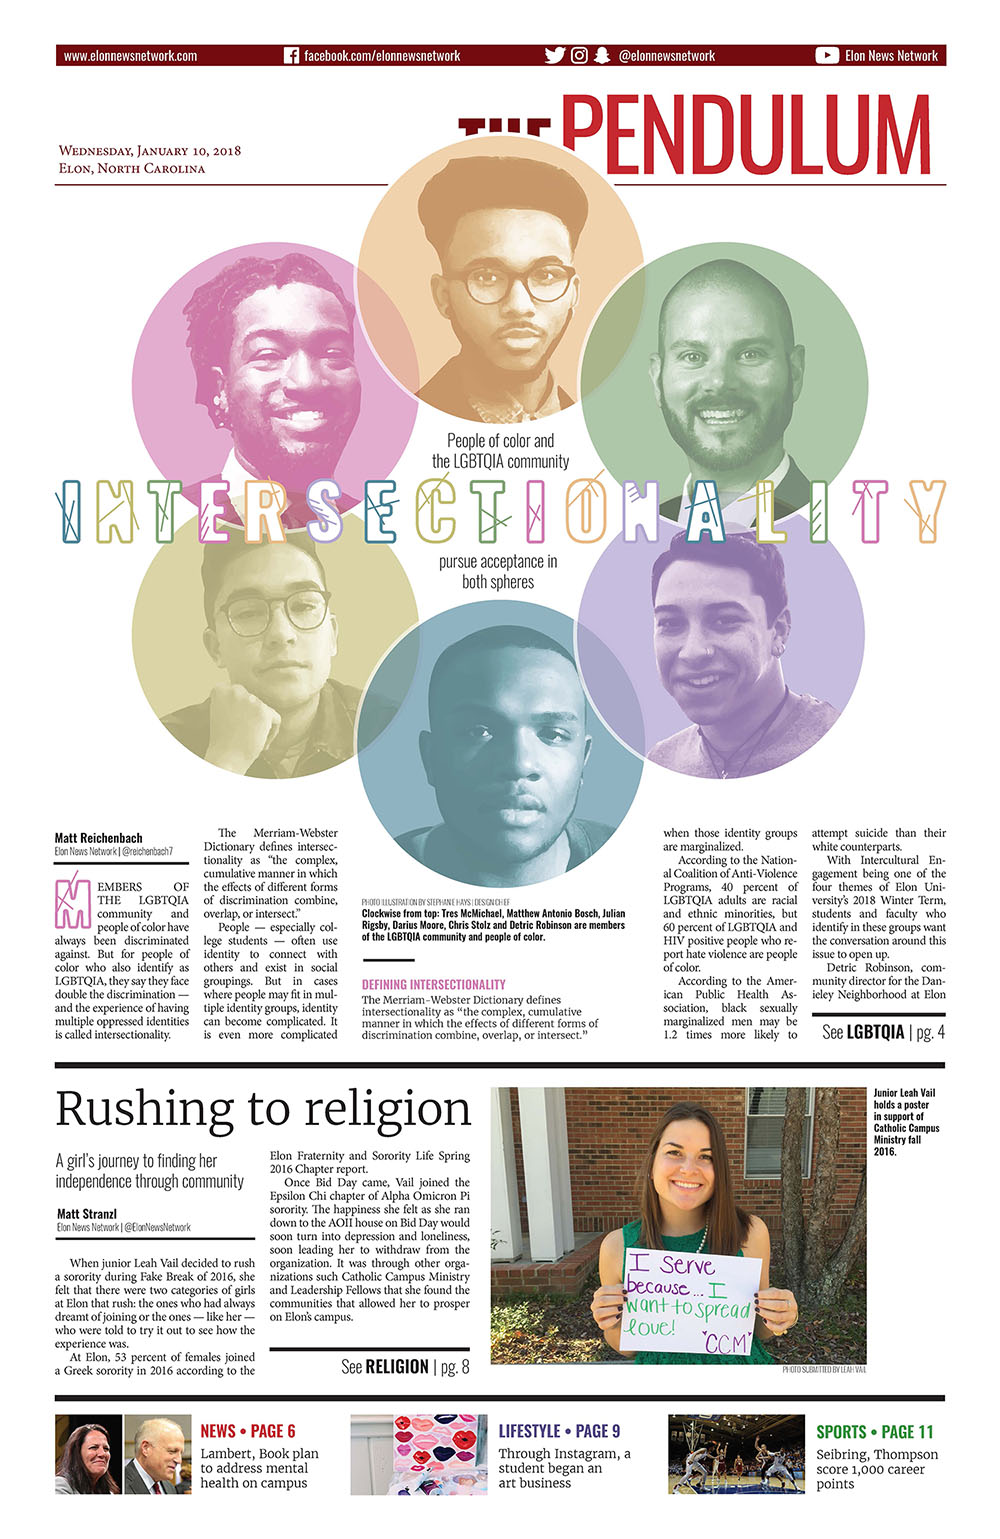 www.elonnewsnetwork.com
facebook.com/elonnewsnetwork
@elonnewsnetwork
Elon News Network
WEDNESDAY, JANUARY 10, 2018
ELON, NORTH CAROLINA
THE PENDULUM
People of color and
the LGBTQIA community
INTERSECTIONALITY
pursue acceptance in
both spheres
Matt Reichenbach
Elon News Network | @reichenbach7
MEMBERS OF
THE LGBTQIA
community and
people of color have
always been discriminated
against. But for people of
color who also identify as
LGBTQIA, they say they face
double the discrimination —
and the experience of having
multiple oppressed identities
is called intersectionality.
The Merriam-Webster
Dictionary defines intersec-
tionality as “the complex,
cumulative manner in which
the effects of different forms
of discrimination combine,
overlap, or intersect.”
People — especially col-
lege students — often use
identity to connect with
others and exist in social
groupings. But in cases
where people may fit in mul-
tiple identity groups, identity
can become complicated. It
is even more complicated
PHOTO ILLUSTRATION BY STEPHANIE HAYS | DESIGN CHIEF
Clockwise from top: Tres McMichael, Matthew Antonio Bosch, Julian
Rigsby, Darius Moore, Chris Stolz and Detric Robinson are members
of the LGBTQIA community and people of color.
DEFINING INTERSECTIONALITY
The Merriam-Webster Dictionary defines
intersectionality as “the complex, cumulative
manner in which the effects of different forms of
discrimination combine, overlap, or intersect.”
when those identity groups
are marginalized.
According to the Nation-
al Coalition of Anti-Violence
Programs, 40 percent of
LGBTQIA adults are racial
and ethnic minorities, but
60 percent of LGBTQIA and
HIV positive people who re-
port hate violence are people
of color.
According to the Amer-
ican Public Health As-
sociation, black sexually
marginalized men may be
1.2 times more likely to
attempt suicide than their
white counterparts.
With Intercultural En-
gagement being one of the
four themes of Elon Uni-
versity’s 2018 Winter Term,
students and faculty who
identify in these groups want
the conversation around this
issue to open up.
Detric Robinson, com-
munity director for the Dan-
ieley Neighborhood at Elon
See LGBTQIA | pg. 4
Rushing to religion
A girl’s journey to finding her
independence through community
Matt Stranzl
Elon News Network | @ElonNewsNetwork
When junior Leah Vail decided to rush
a sorority during Fake Break of 2016, she
felt that there were two categories of girls
at Elon that rush: the ones who had always
dreamt of joining or the ones — like her —
who were told to try it out to see how the
experience was.
At Elon, 53 percent of females joined
a Greek sorority in 2016 according to the
Elon Fraternity and Sorority Life Spring
2016 Chapter report.
Once Bid Day came, Vail joined the
Epsilon Chi chapter of Alpha Omicron Pi
sorority. The happiness she felt as she ran
down to the AOII house on Bid Day would
soon turn into depression and loneliness,
soon leading her to withdraw from the
organization. It was through other orga-
nizations such Catholic Campus Ministry
and Leadership Fellows that she found the
communities that allowed her to prosper
on Elon’s campus.
See RELIGION | pg. 8
I Serve
because... I
want to spread
love!
"CCM"
PHOTO SUBMITTED BY LEAH VAIL
Junior Leah Vail
holds a poster
in support of
Catholic Campus
Ministry fall
2016.
NEWS • PAGE 6
Lambert, Book plan
to address mental
health on campus
LIFESTYLE • PAGE 9
Through Instagram, a
student began an
art business
SPORTS • PAGE 11
Seibring, Thompson
score 1,000 career
points